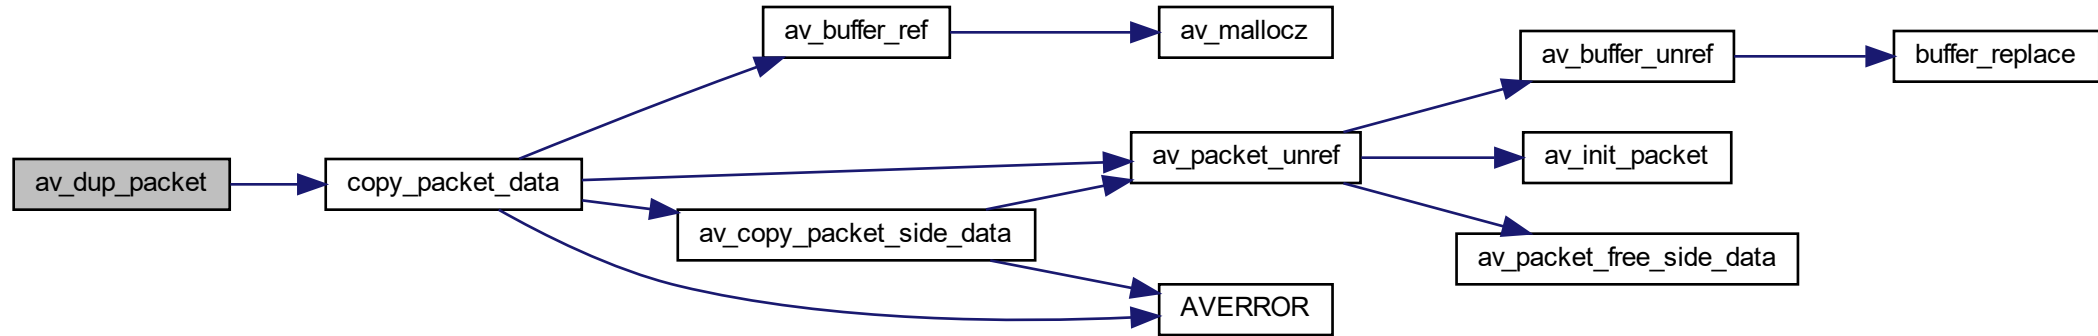 av_dup_packet
copy_packet_data
av_buffer_ref
av_mallocz
av_copy_packet_side_data
av_packet_unref
AVERROR
av_buffer_unref
buffer_replace
av_init_packet
av_packet_free_side_data